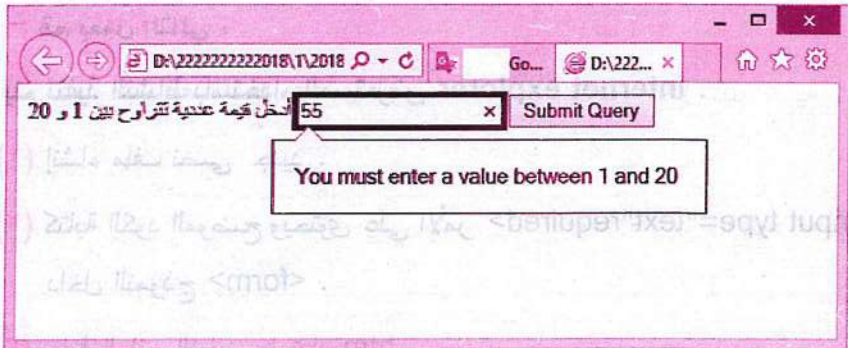 D:\2222222222018\1\2018
Go...
D:\222...
أدخل قيمة عددية تتراوح بين 1 و 20
55
Submit Query
You must enter a value between 1 and 20